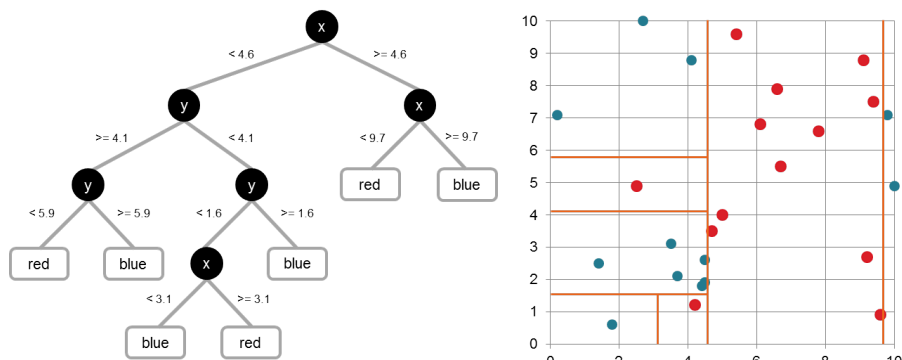 x
< 4.6
>= 4.6
y
x
>= 4.1
< 4.1
< 9.7
>= 9.7
y
y
red
blue
< 5.9
>= 5.9
< 1.6
>= 1.6
red
blue
x
blue
< 3.1
>= 3.1
blue
red
10
9
8
7
6
5
4
3
2
1
0
0
2
4
6
8
10